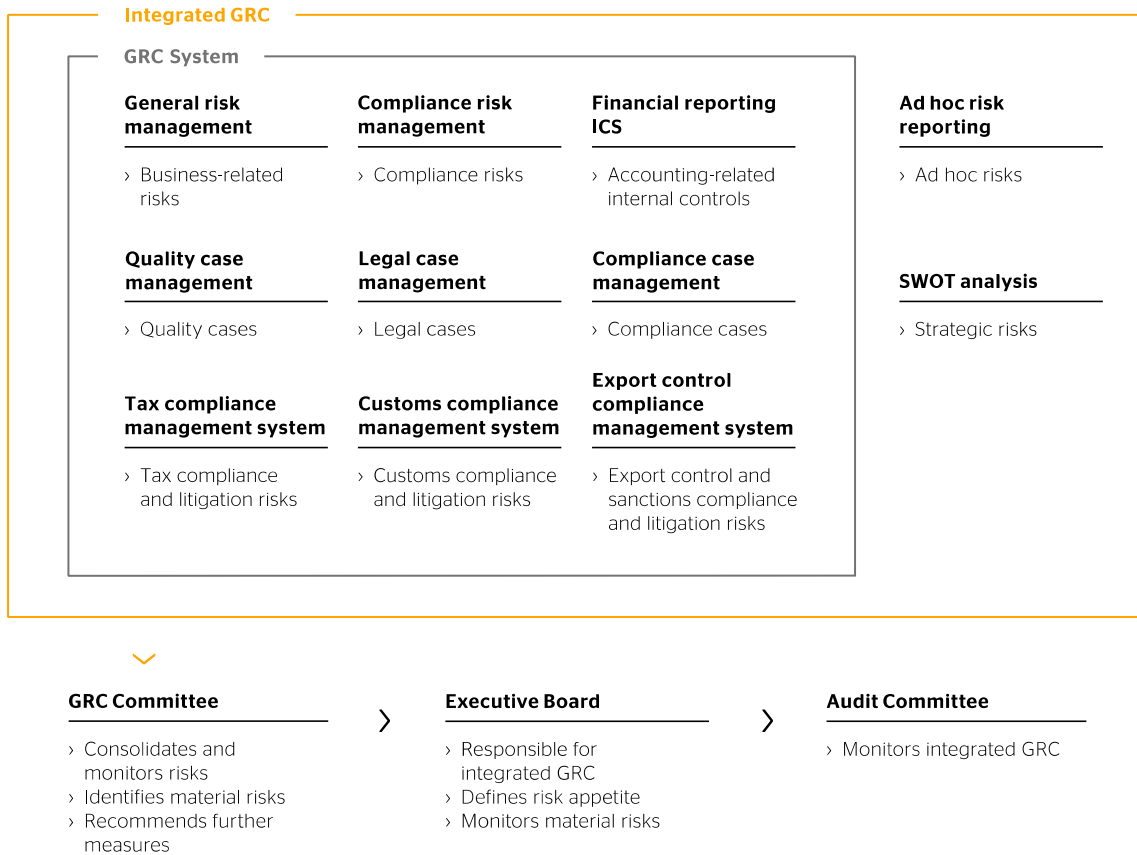 Integrated GRC
GRC System
General risk
management
› Business-related
risks
Compliance risk
management
› Compliance risks
Financial reporting
ICS
› Accounting-related
internal controls
Ad hoc risk
reporting
› Ad hoc risks
Quality case
management
› Quality cases
Legal case
management
› Legal cases
Compliance case
management
› Compliance cases
SWOT analysis
› Strategic risks
Tax compliance
management system
› Tax compliance
and litigation risks
Customs compliance
management system
› Customs compliance
and litigation risks
Export control
compliance
management system
› Export control and
sanctions compliance
and litigation risks
GRC Committee
› Consolidates and
monitors risks
› Identifies material risks
› Recommends further
measures
Executive Board
› Responsible for
integrated GRC
› Defines risk appetite
› Monitors material risks
Audit Committee
› Monitors integrated GRC